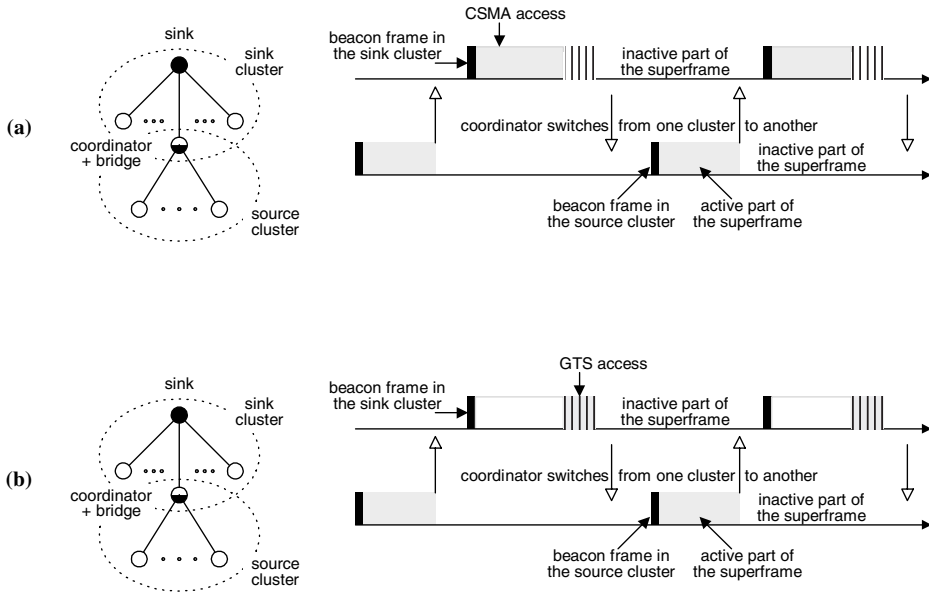 (a)
sink
sink
cluster
coordinator
+ bridge
source
cluster
CSMA access
beacon frame in
the sink cluster
inactive part
of the superframe
coordinator switches from one cluster to another
inactive part of
the superframe
beacon frame in
the source cluster
active part of
the superframe
(b)
sink
sink
cluster
coordinator
+ bridge
source
cluster
GTS access
beacon frame in
the sink cluster
inactive part of
the superframe
coordinator switches from one cluster to another
inactive part of
the superframe
beacon frame in
the source cluster
active part of
the superframe